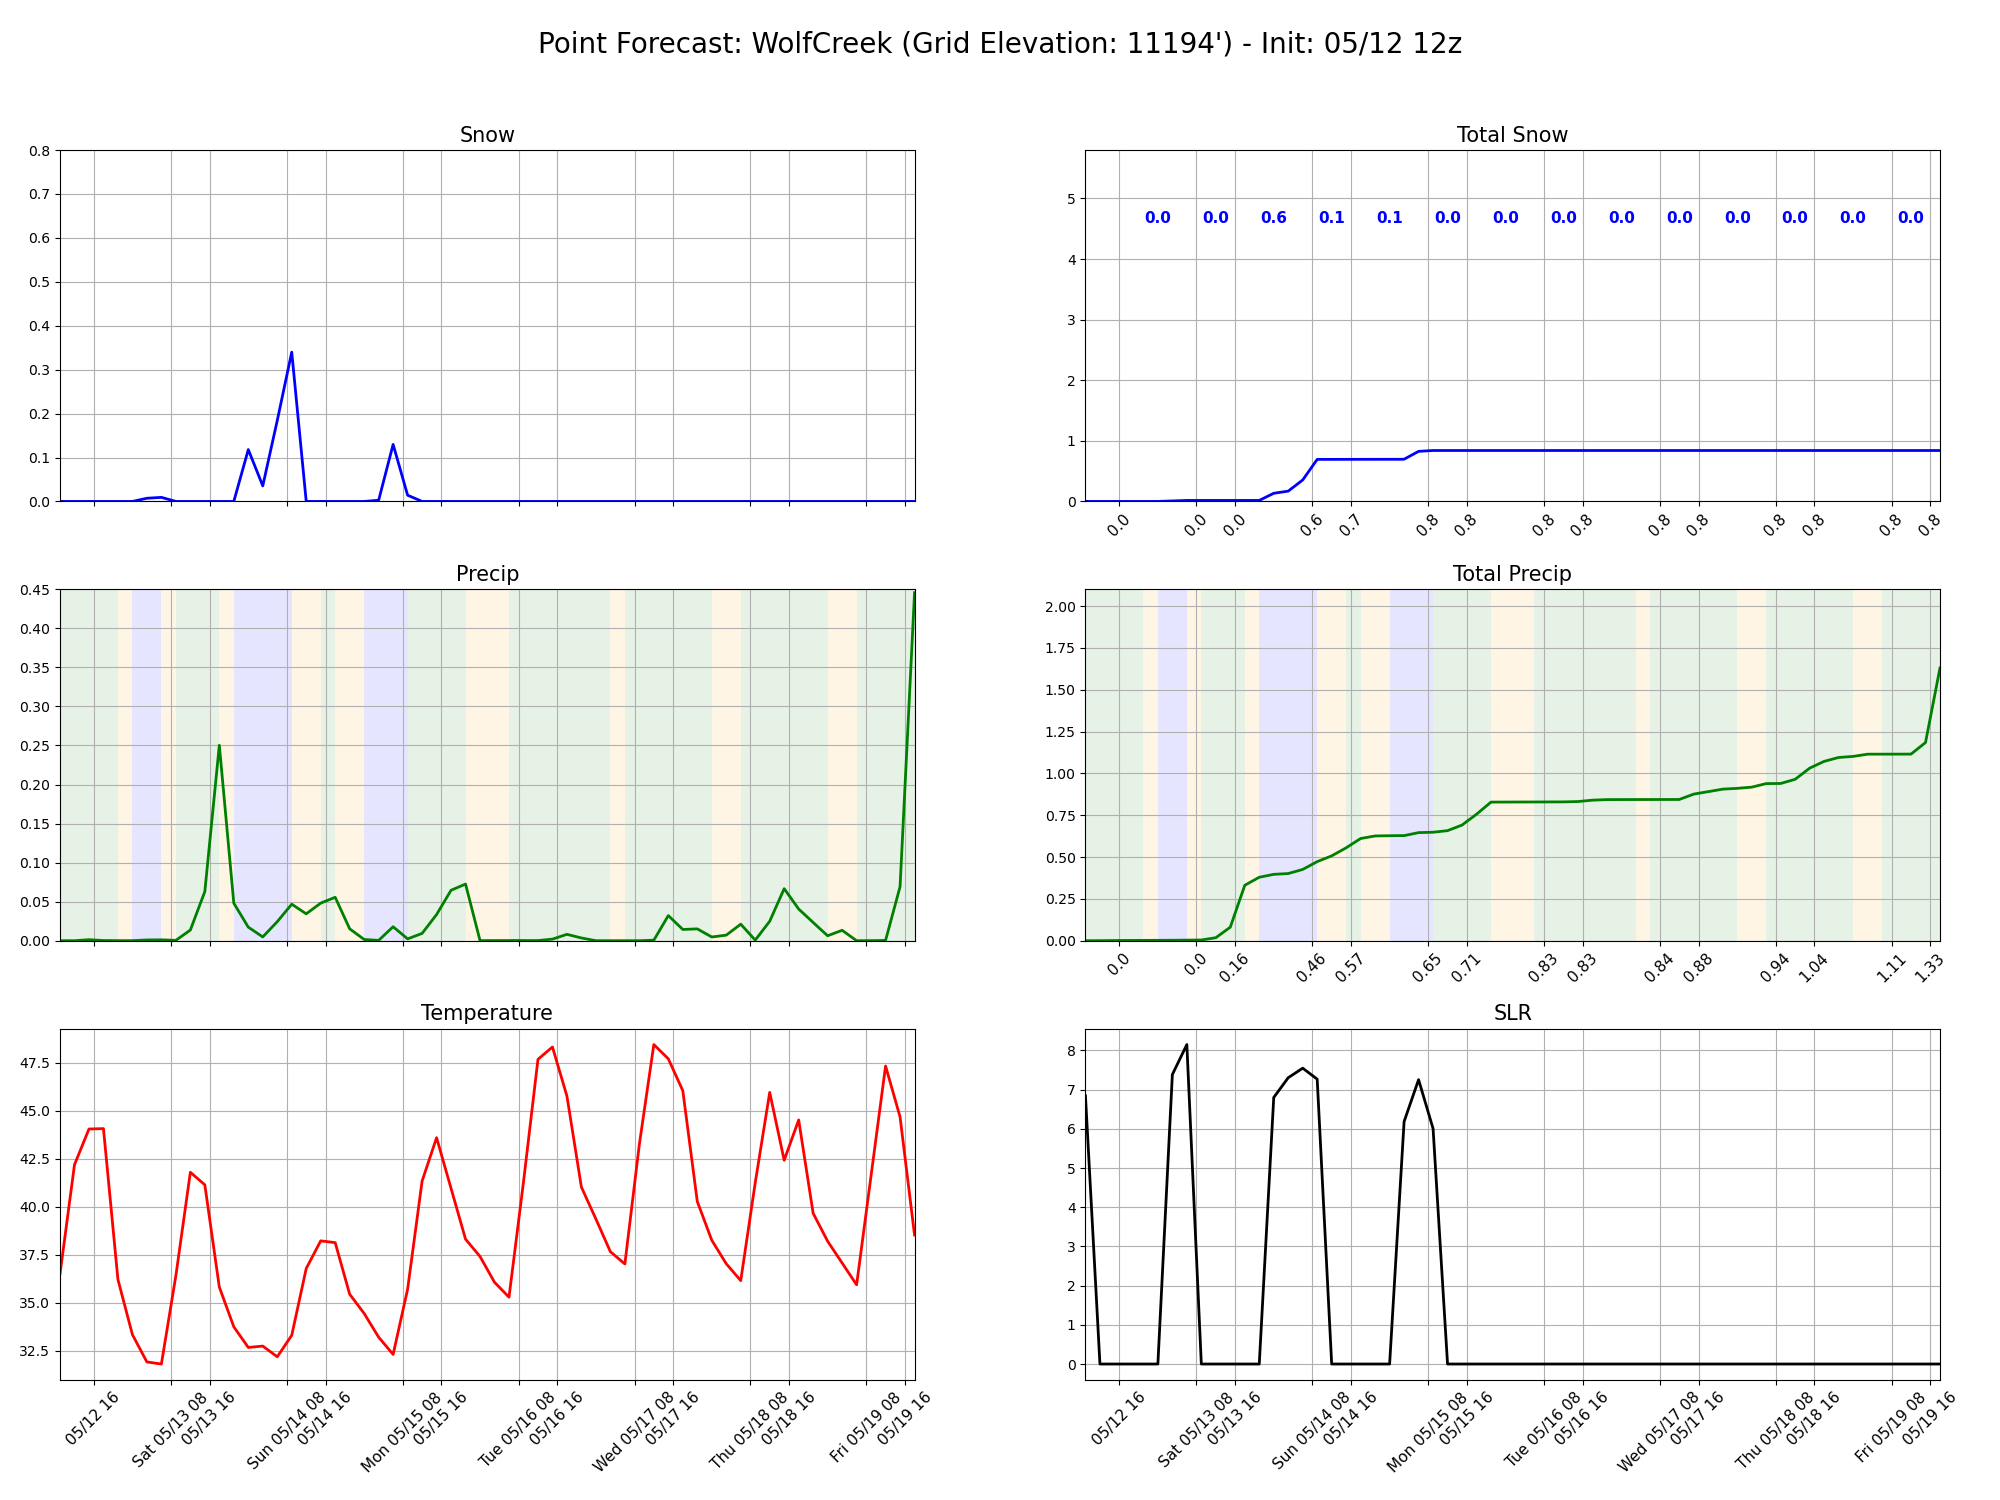 Point Forecast: WolfCreek (Grid Elevation: 11194') - Init: 05/12 12z
Snow
0.8
0.7
0.6
0.5
0.4
0.3
0.2
0.1
0.0
Total Snow
5
4
3
2
1
0
0.0 0.0 0.6 0.1 0.1 0.0 0.0 0.0 0.0 0.0 0.0 0.0 0.0 0.0
0.0 0.0 0.0 0.6 0.7 0.8 0.8 0.8 0.8 0.8 0.8 0.8 0.8 0.8 0.8
Precip
0.45
0.40
0.35
0.30
0.25
0.20
0.15
0.10
0.05
0.00
Total Precip
2.00
1.75
1.50
1.25
1.00
0.75
0.50
0.25
0.00
0.0 0.0 0.16 0.46 0.57 0.65 0.71 0.83 0.83 0.84 0.88 0.94 1.04 1.11 1.33
Temperature
47.5
45.0
42.5
40.0
37.5
35.0
32.5
05/12 16
Sat 05/13 08
05/13 16
Sun 05/14 08
05/14 16
Mon 05/15 08
05/15 16
Tue 05/16 08
05/16 16
Wed 05/17 08
05/17 16
Thu 05/18 08
05/18 16
Fri 05/19 08
05/19 16
SLR
8
7
6
5
4
3
2
1
0
05/12 16
Sat 05/13 08
05/13 16
Sun 05/14 08
05/14 16
Mon 05/15 08
05/15 16
Tue 05/16 08
05/16 16
Wed 05/17 08
05/17 16
Thu 05/18 08
05/18 16
Fri 05/19 08
05/19 16